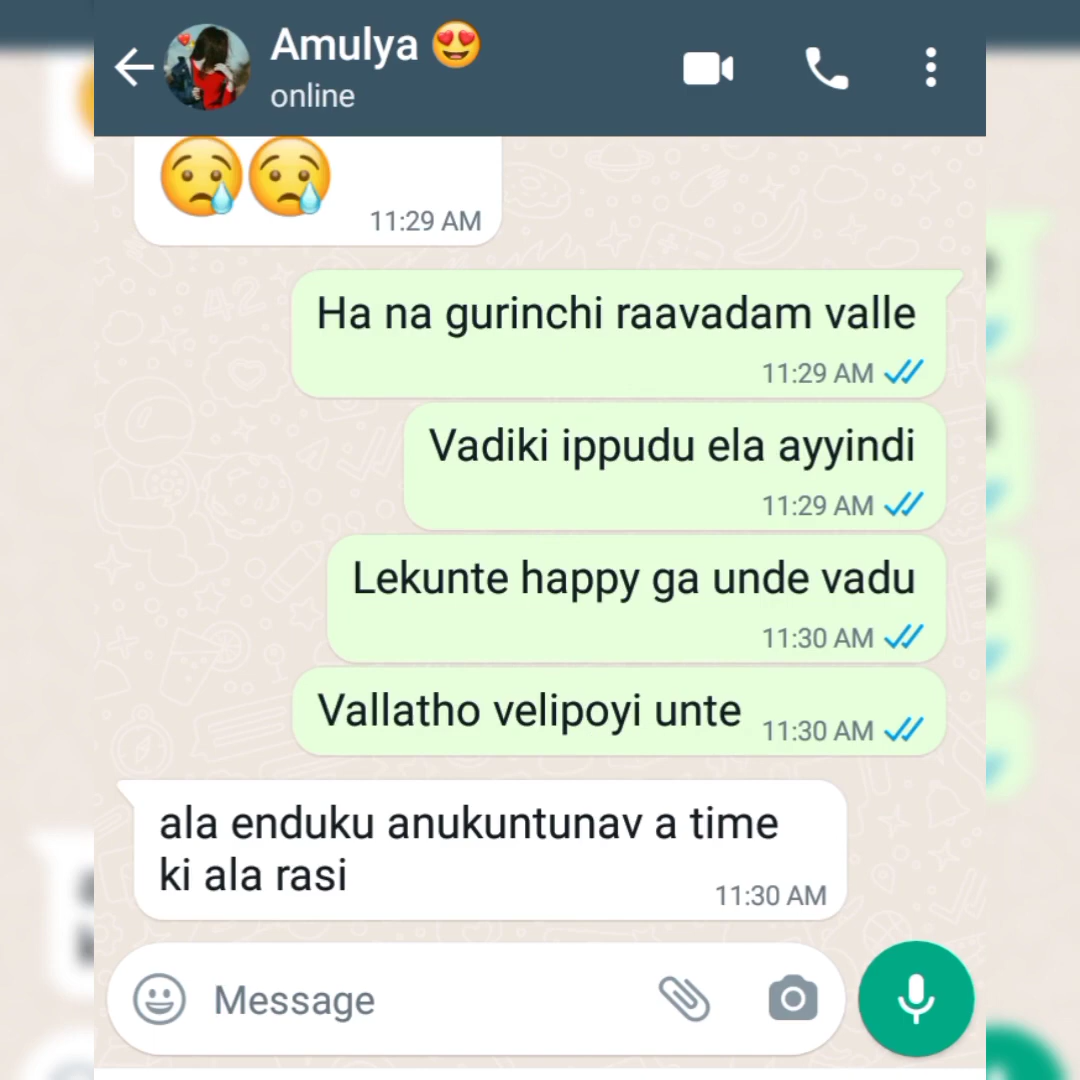 Amulya 😍
online
😢😢
11:29 AM
Ha na gurinchi raavadam valle
11:29 AM
Vadiki ippudu ela ayyindi
11:29 AM
Lekunte happy ga unde vadu
11:30 AM
Vallatho velipoyi unte
11:30 AM
ala enduku anukuntunav a time
ki ala rasi
11:30 AM
Message